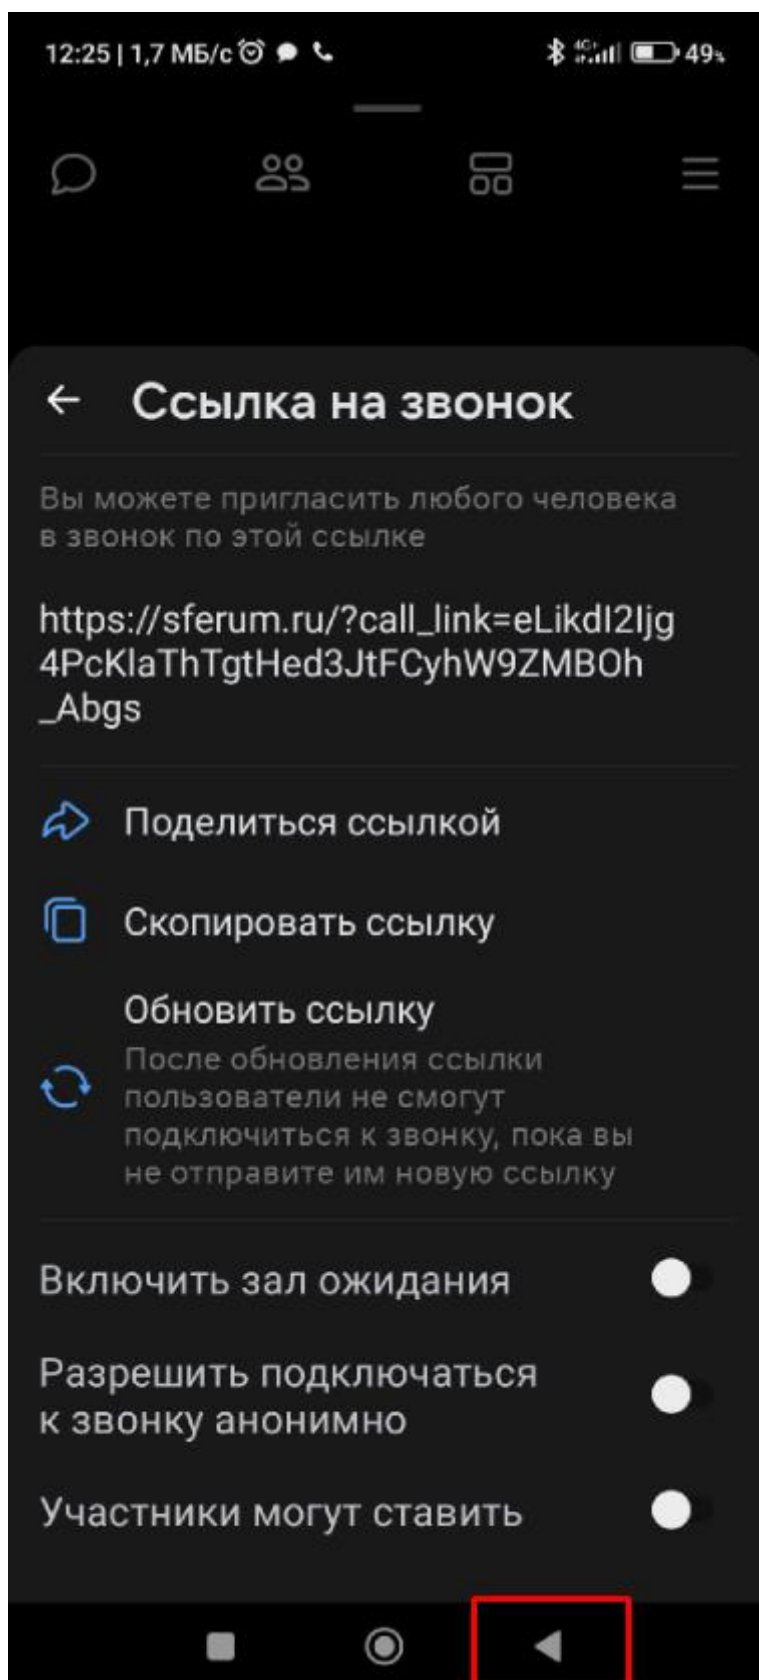 12:25 | 1,7 МБ/с
4G+
49%
Ссылка на звонок
Вы можете пригласить любого человека
в звонок по этой ссылке
https://sferum.ru/?call_link=eLikdI2Ijg
4PcKlaThTgtHed3JtFCyhW9ZMBOh
_Abgs
Поделиться ссылкой
Скопировать ссылку
Обновить ссылку
После обновления ссылки
пользователи не смогут
подключиться к звонку, пока вы
не отправите им новую ссылку
Включить зал ожидания
Разрешить подключаться
к звонку анонимно
Участники могут ставить